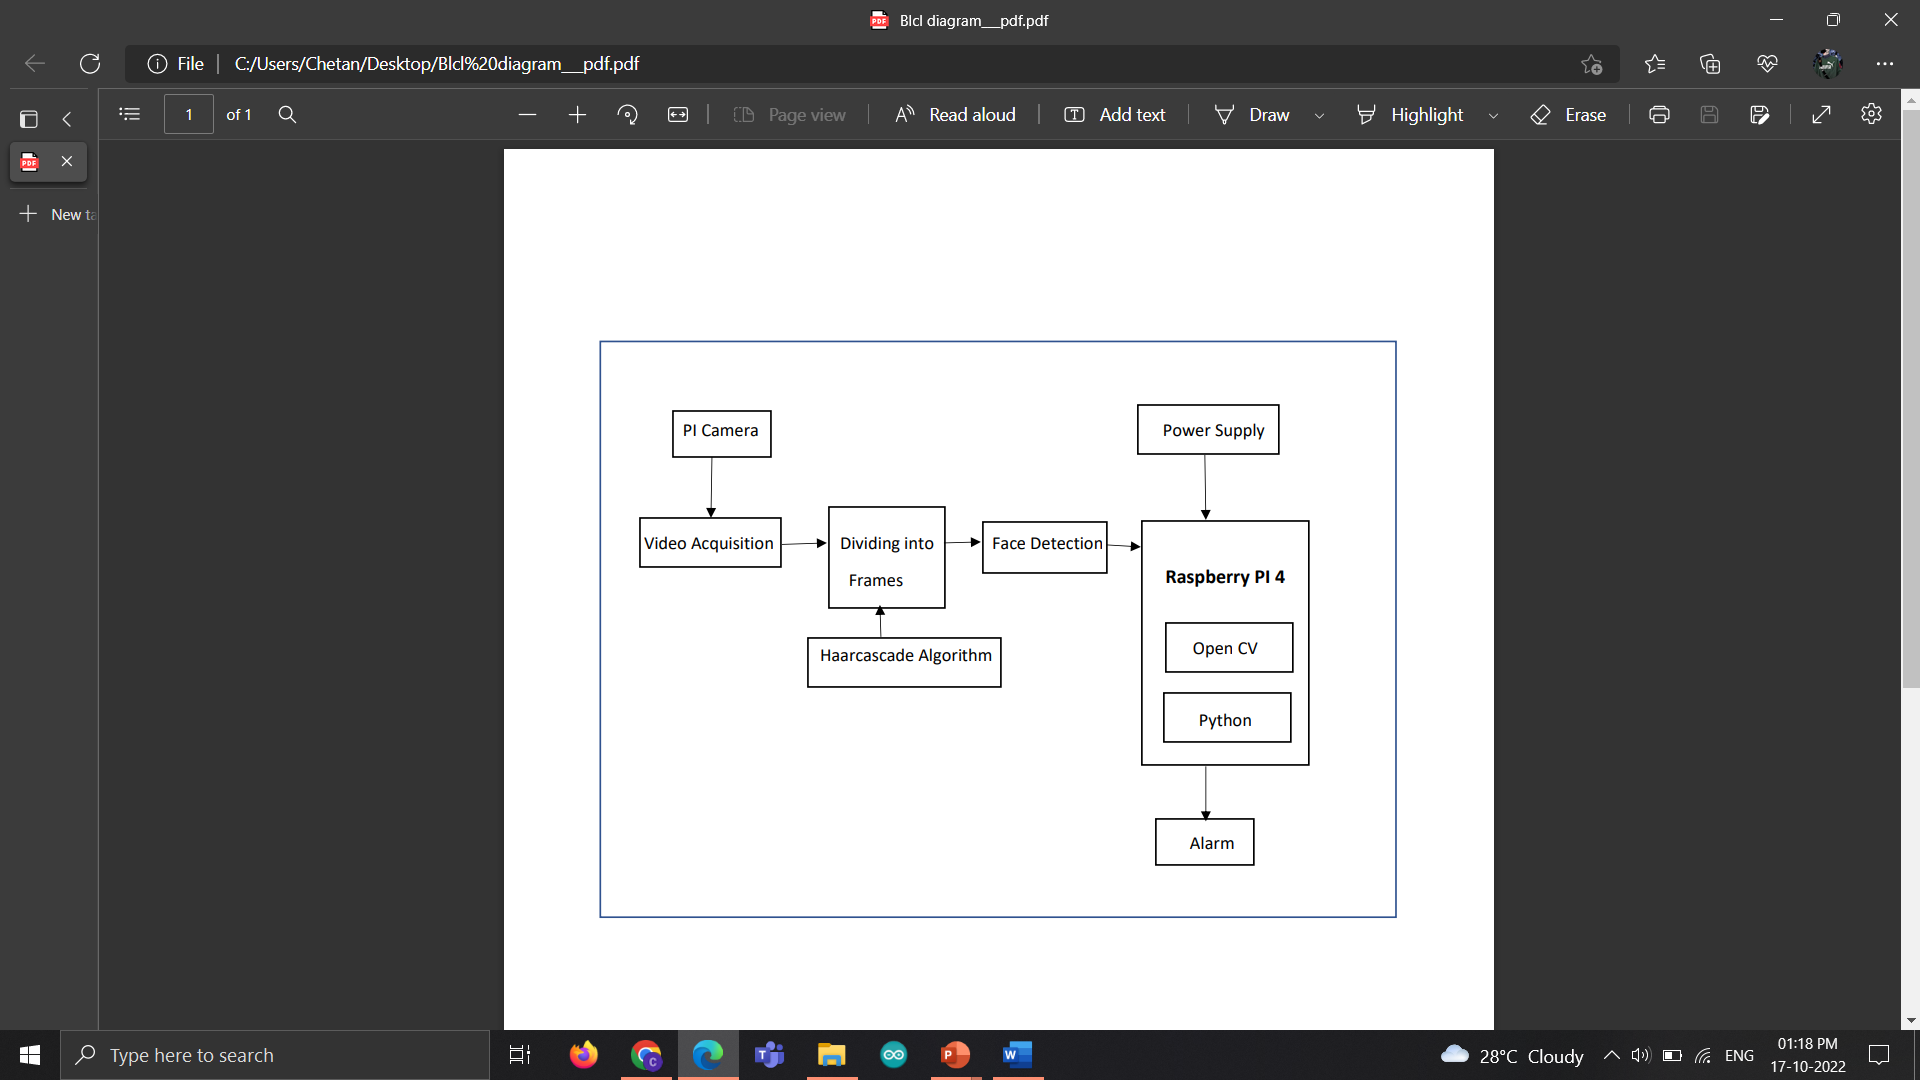 Blcl diagram__pdf.pdf
File
C:/Users/Chetan/Desktop/Blcl%20diagram__pdf.pdf
1 of 1
Page view
Read aloud
Add text
Draw
Highlight
Erase
New ta
PI Camera
Power Supply
Video Acquisition
Dividing into
Frames
Face Detection
Haarcascade Algorithm
Raspberry PI 4
Open CV
Python
Alarm
Type here to search
28°C Cloudy
ENG
01:18 PM
17-10-2022